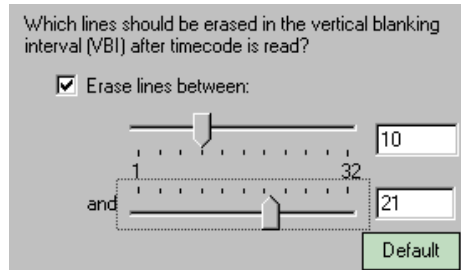 Which lines should be erased in the vertical blanking
interval (VBI) after timecode is read?
Erase lines between:
10
1 32
and 21
Default